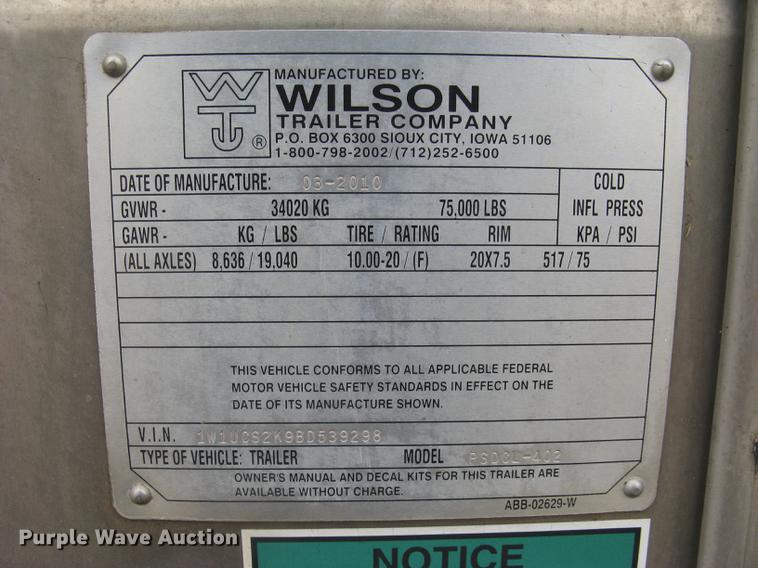 MANUFACTURED BY:
WILSON
TRAILER COMPANY
P.O. BOX 6300 SIOUX CITY, IOWA 51106
1-800-798-2002/(712)252-6500
WT ®
DATE OF MANUFACTURE: 03-2010 COLD
GVWR - 34020 KG 75,000 LBS INFL PRESS
GAWR - KG / LBS TIRE / RATING RIM KPA / PSI
(ALL AXLES) 8,636 / 19,040 10.00-20 / (F) 20X7.5 517 / 75
THIS VEHICLE CONFORMS TO ALL APPLICABLE FEDERAL
MOTOR VEHICLE SAFETY STANDARDS IN EFFECT ON THE
DATE OF ITS MANUFACTURE SHOWN.
V.I.N. 1W1UCS2K9BD539298
TYPE OF VEHICLE: TRAILER MODEL PSDCL-402
OWNER'S MANUAL AND DECAL KITS FOR THIS TRAILER ARE
AVAILABLE WITHOUT CHARGE.
ABB-02629-W
Purple Wave Auction
NOTICE